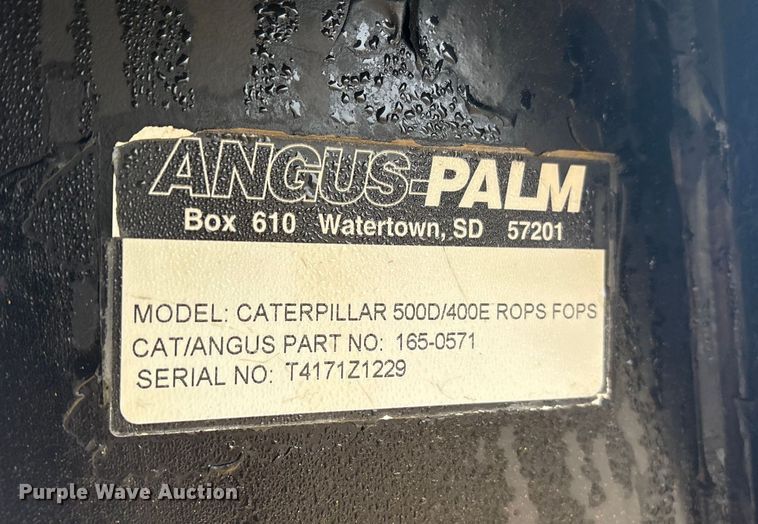 ANGUS-PALM
Box 610 Watertown, SD 57201
MODEL: CATERPILLAR 500D/400E ROPS FOPS
CAT/ANGUS PART NO: 165-0571
SERIAL NO: T4171Z1229
Purple Wave Auction